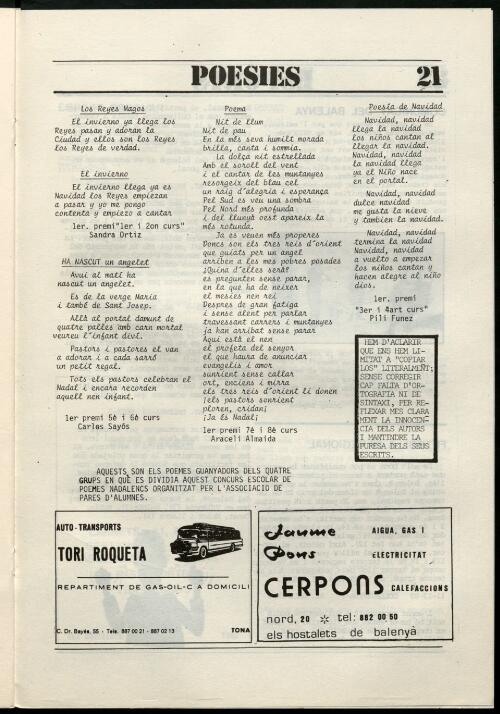 POESIES
21
Los Reyes Magos
El invierno ya llega los
Reyes pasan y adoran la
Ciudad y ellos son los Reyes
Los Reyes de verdad.
El invierno
El invierno llega ya es
Navidad los Reyes empiezan
a pasar y yo me pongo
contenta y empiezo a cantar
1er. premi"1er i 2on curs"
Sandra Ortiz
HA NASCUT un angelet
Avui al matí ha
nascut un angelet.
Es de la verge Maria
i també de Sant Josep.
Allà al portal damunt de
quatre palles amb carn mortal
veureu l'infant diví.
Pastors i pastores el van
a adorar i a cada sarró
un petit regal.
Tots els pastors celebran el
Nadal i encara recorden
aquell nen infant.
1er premi 5è i 6è curs
Carlos Sayós
Poema
Nit de llum
Nit de pau
En la més seva humilt morada
brilla, canta i somnia.
La dolça nit estrellada
Amb el soroll del vent
i el cantar de les muntanyes
resorgeix del blau cel
un raig d'alegria i esperança
Pel Sud es veu una sombra
Pel Nord més profunda
i del llunyà oest apareix la
més rotunda.
Ja es veuen més properes
Doncs son els tres reis d'orient
que guiats per un angel
arriben a les mes pobres posades
¿Quina d'elles serà?
es pregunten sense parar,
en la que ha de neixer
el mesies nen rei
Despres de gran fatiga
i sense alent per parlar
travessant carrers i muntanyes
ja han arribat sense parar
Aqui està el nen
el profeta del senyor
el que haura de anunciar
evangelis i amor
sunrient sense callar
ort, enciens i mirra
els tres reis d'orient li donen
¡els pastors sonrient
ploren, cridan¡
¡Ja Es Nadal¡
1er premi 7è i 8è curs
Araceli Almaida
Poesía de Navidad
Navidad, navidad
llega la navidad
los niños cantan al
llegar la navidad.
Navidad, navidad
la navidad llega
ya el Niño nace
en el portal.
Navidad, navidad
dulce navidad
me gusta la nieve
y tambien la navidad.
Navidad, navidad
termina la navidad
Navidad, navidad
a vuelto a empezar
los niños cantan y
hacen alegre al niño
dios.
1er. premi
"3er i 4art curs"
Pili Funez
HEM D'ACLARIR
QUE ENS HEM LI-
MITAT A "COPIAR
LOS" LITERALMENT;
SENSE CORREGIR
CAP FALTA D'OR-
TOGRAFIA NI DE
SINTAXI, PER RE-
FLEXAR MES CLARA
MENT LA INNOCEN-
CIA DELS AUTORS
I MANTINDRE LA
PURESA DELS SEUS
ESCRITS.
AQUESTS SON ELS POEMES GUANYADORS DELS QUATRE
GRUPS EN QUE ES DIVIDIA AQUEST CONCURS ESCOLAR DE
POEMES NADALENCS ORGANITZAT PER L'ASSOCIACIO DE
PARES D'ALUMNES.
AUTO-TRANSPORTS
TORI ROQUETA
REPARTIMENT DE GAS-OIL-C A DOMICILI
C. Dr. Bayés, 55 - Tels. 887 00 21 - 887 02 13 TONA
Jaume AIGUA, GAS I
Pons ELECTRICITAT
CERPONS CALEFACCIONS
nord, 20 ✲ tel: 882 00 50
els hostalets de balenyà